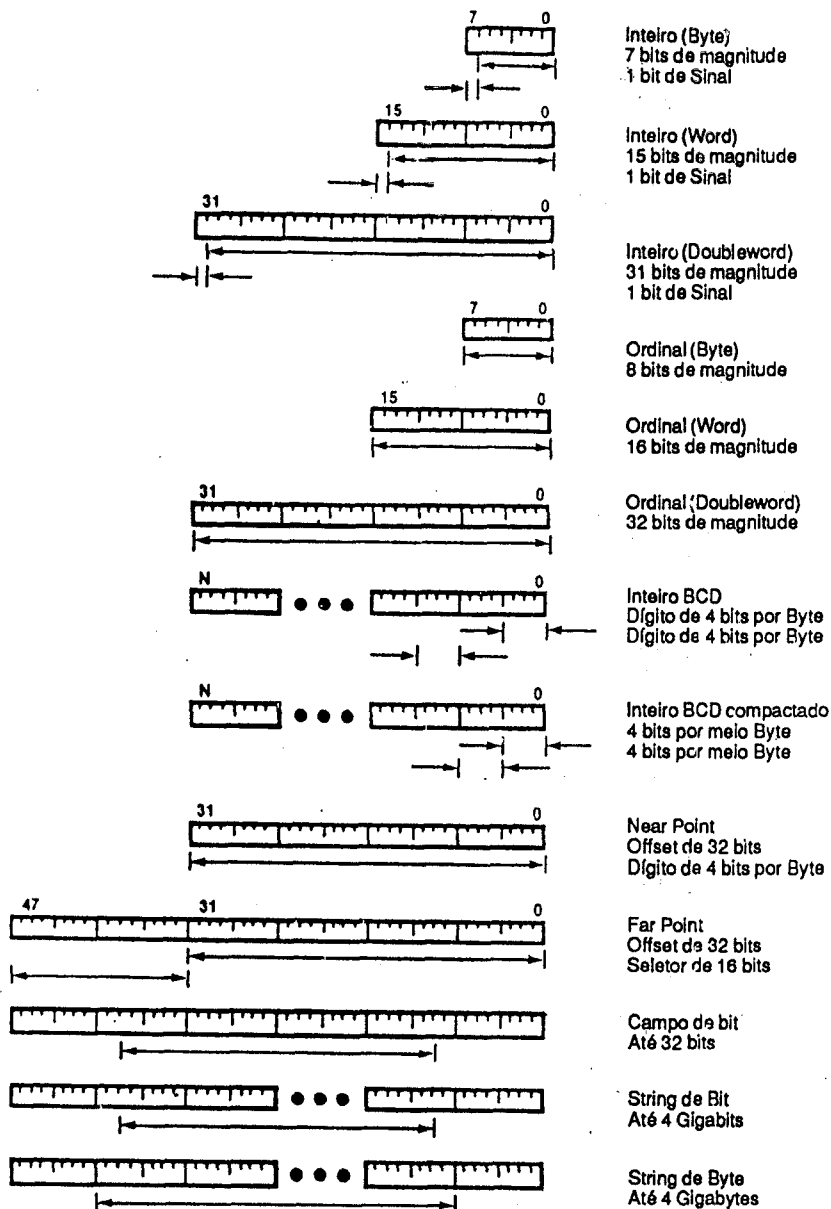 7 0
Inteiro (Byte)
7 bits de magnitude
1 bit de Sinal
15 0
Inteiro (Word)
15 bits de magnitude
1 bit de Sinal
31 0
Inteiro (Doubleword)
31 bits de magnitude
1 bit de Sinal
7 0
Ordinal (Byte)
8 bits de magnitude
15 0
Ordinal (Word)
16 bits de magnitude
31 0
Ordinal (Doubleword)
32 bits de magnitude
N 0
Inteiro BCD
Dígito de 4 bits por Byte
Dígito de 4 bits por Byte
N 0
Inteiro BCD compactado
4 bits por meio Byte
4 bits por meio Byte
31 0
Near Point
Offset de 32 bits
Dígito de 4 bits por Byte
47 31 0
Far Point
Offset de 32 bits
Seletor de 16 bits
Campo de bit
Até 32 bits
String de Bit
Até 4 Gigabits
String de Byte
Até 4 Gigabytes